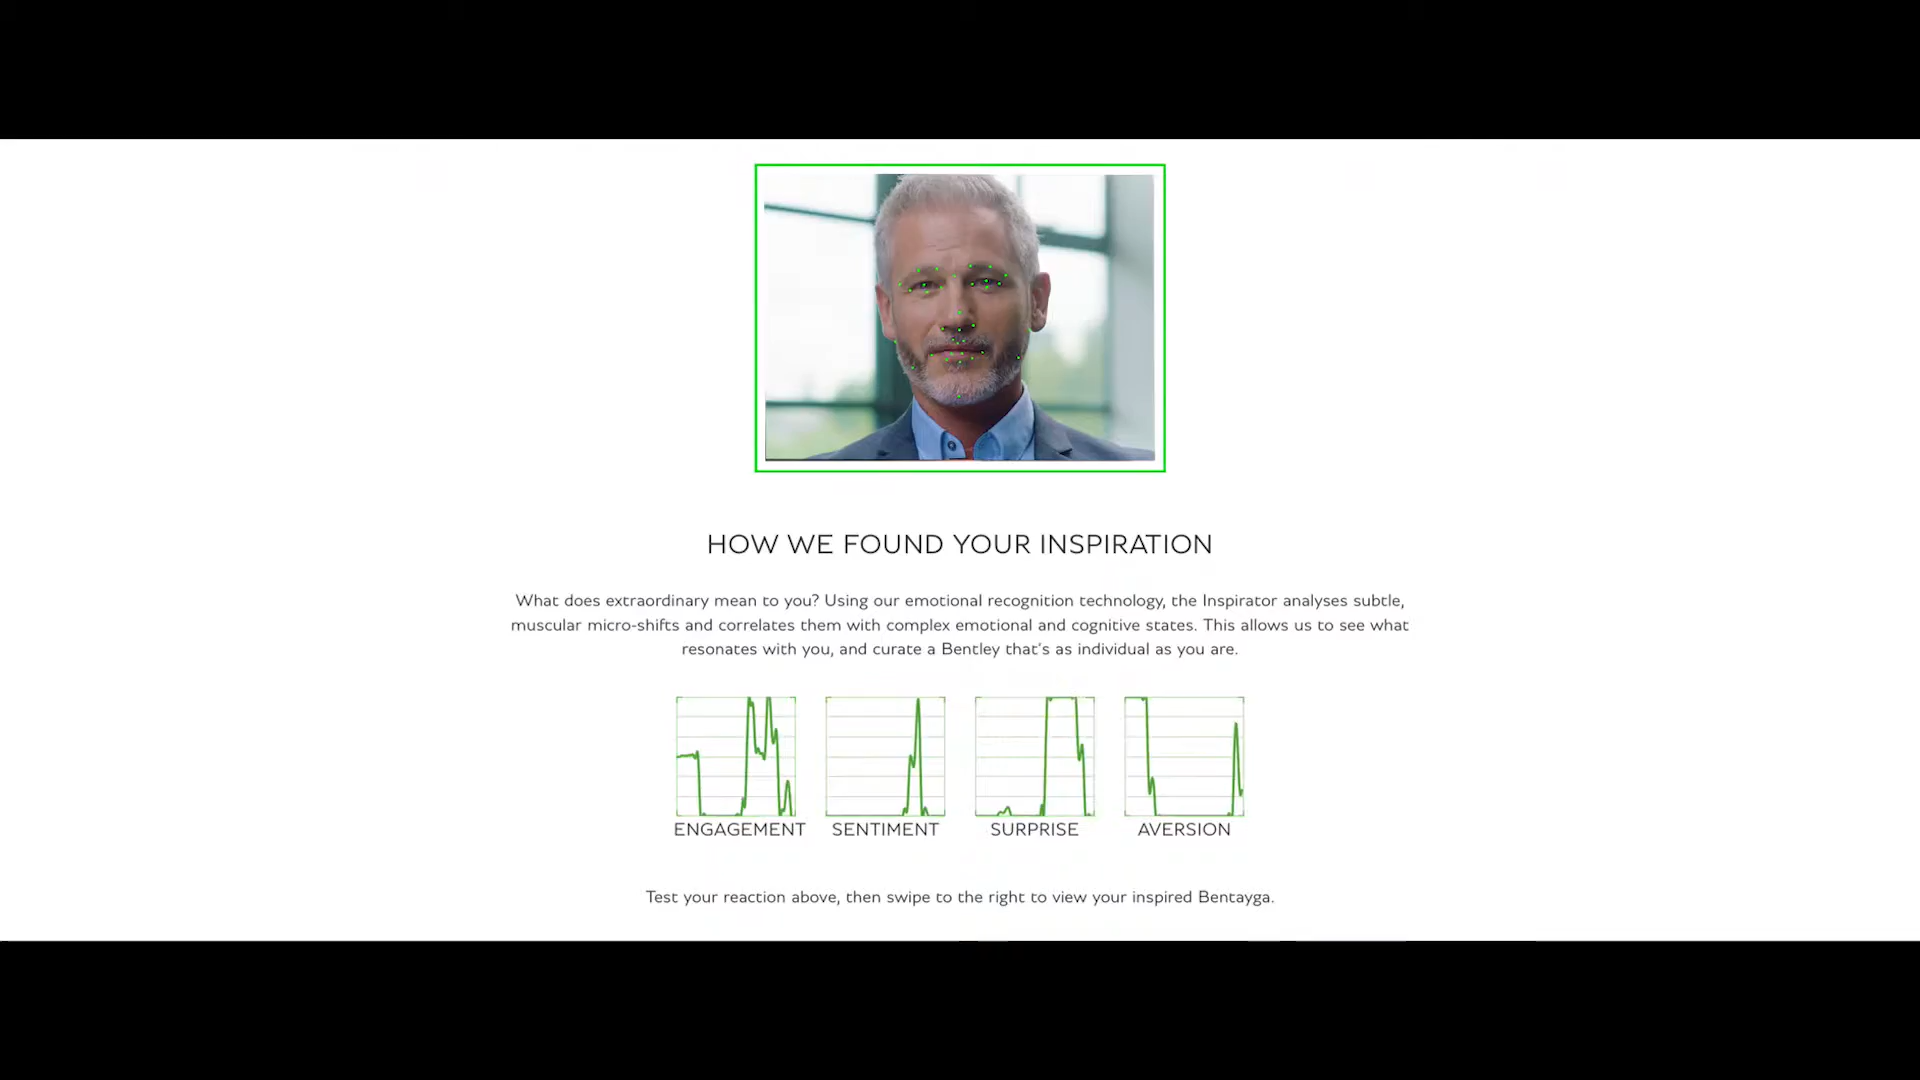 HOW WE FOUND YOUR INSPIRATION
What does extraordinary mean to you? Using our emotional recognition technology, the Inspirator analyses subtle,
muscular micro-shifts and correlates them with complex emotional and cognitive states. This allows us to see what
resonates with you, and curate a Bentley that's as individual as you are.
ENGAGEMENT
SENTIMENT
SURPRISE
AVERSION
Test your reaction above, then swipe to the right to view your inspired Bentayga.